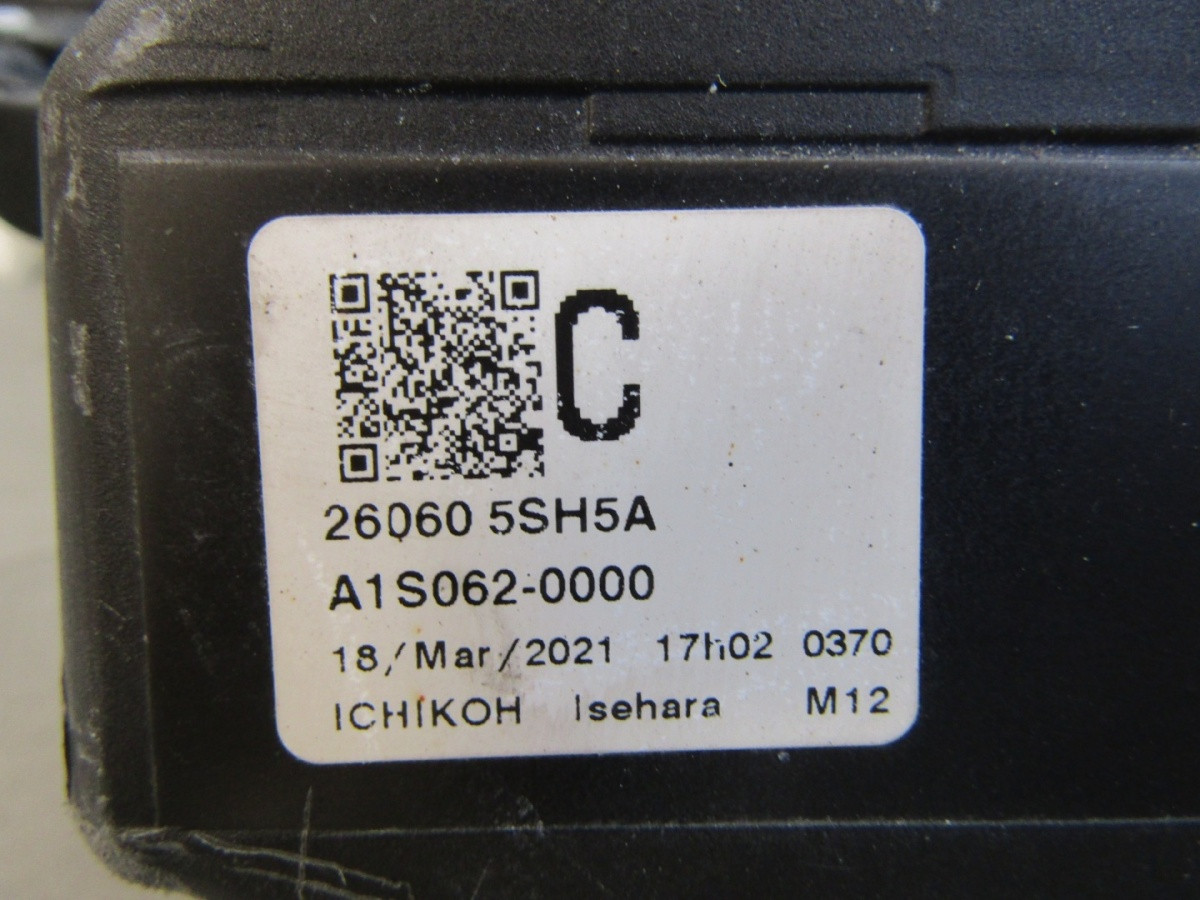 C
26060 5SH5A
A1S062-0000
18/Mar/2021 17h02 0370
ICHIKOH Isehara M12